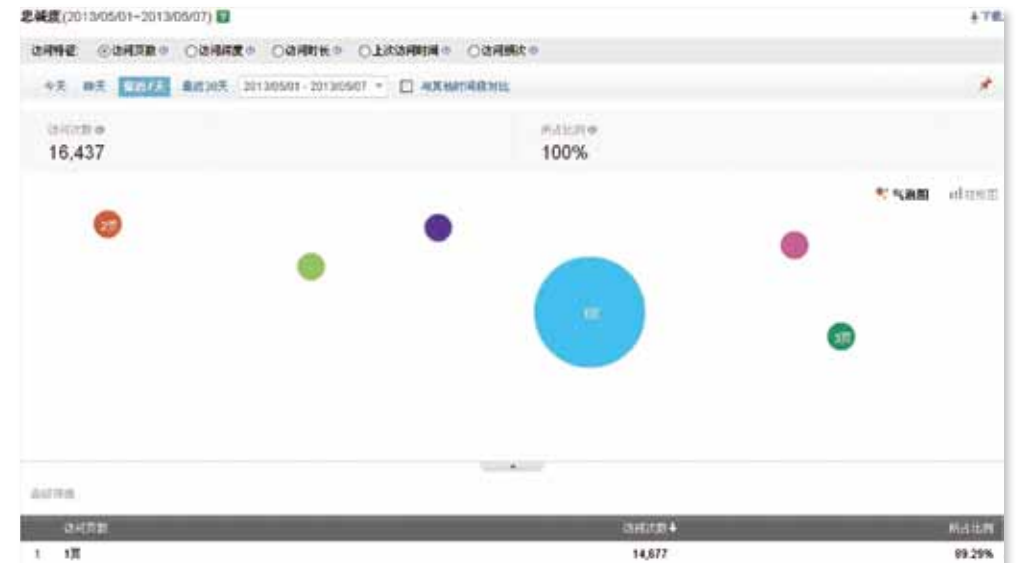 忠诚度(2013/05/01~2013/05/07)
下载
访问特征: 访问页数 访问深度 访问时长 上次访问时间 访问频次
今天 昨天 最近7天 最近30天 2013/05/01 - 2013/05/07 与其他时间段对比
访问次数 所占比例
16,437 100%
气泡图 柱形图
2页
1页
3页
访问页数 访问次数 所占比例
1 1页 14,677 89.29%